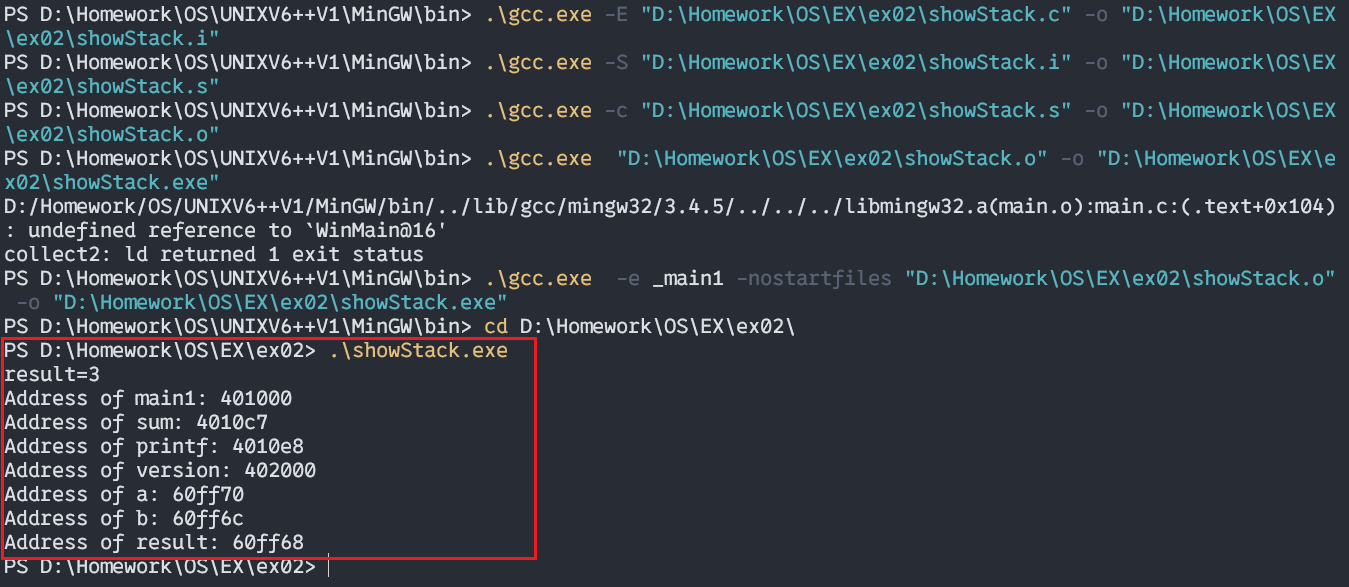 PS D:\Homework\OS\UNIXV6++V1\MinGW\bin> .\gcc.exe -E "D:\Homework\OS\EX\ex02\showStack.c" -o "D:\Homework\OS\EX
\ex02\showStack.i"
PS D:\Homework\OS\UNIXV6++V1\MinGW\bin> .\gcc.exe -S "D:\Homework\OS\EX\ex02\showStack.i" -o "D:\Homework\OS\EX
\ex02\showStack.s"
PS D:\Homework\OS\UNIXV6++V1\MinGW\bin> .\gcc.exe -c "D:\Homework\OS\EX\ex02\showStack.s" -o "D:\Homework\OS\EX
\ex02\showStack.o"
PS D:\Homework\OS\UNIXV6++V1\MinGW\bin> .\gcc.exe  "D:\Homework\OS\EX\ex02\showStack.o" -o "D:\Homework\OS\EX\e
x02\showStack.exe"
D:/Homework/OS/UNIXV6++V1/MinGW/bin/../lib/gcc/mingw32/3.4.5/../../../libmingw32.a(main.o):main.c:(.text+0x104)
: undefined reference to `WinMain@16'
collect2: ld returned 1 exit status
PS D:\Homework\OS\UNIXV6++V1\MinGW\bin> .\gcc.exe  -e _main1 -nostartfiles "D:\Homework\OS\EX\ex02\showStack.o"
 -o "D:\Homework\OS\EX\ex02\showStack.exe"
PS D:\Homework\OS\UNIXV6++V1\MinGW\bin> cd D:\Homework\OS\EX\ex02\
PS D:\Homework\OS\EX\ex02> .\showStack.exe
result=3
Address of main1: 401000
Address of sum: 4010c7
Address of printf: 4010e8
Address of version: 402000
Address of a: 60ff70
Address of b: 60ff6c
Address of result: 60ff68
PS D:\Homework\OS\EX\ex02>